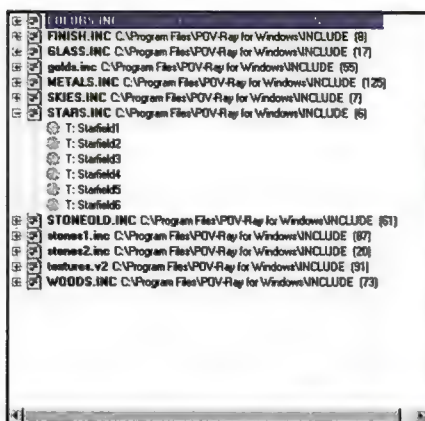 COLORS.INC
FINISH.INC C:\Program Files\POV-Ray for Windows\INCLUDE (8)
GLASS.INC C:\Program Files\POV-Ray for Windows\INCLUDE (17)
golds.inc C:\Program Files\POV-Ray for Windows\INCLUDE (55)
METALS.INC C:\Program Files\POV-Ray for Windows\INCLUDE (125)
SKIES.INC C:\Program Files\POV-Ray for Windows\INCLUDE (7)
STARS.INC C:\Program Files\POV-Ray for Windows\INCLUDE (6)
T: Starfield1
T: Starfield2
T: Starfield3
T: Starfield4
T: Starfield5
T: Starfield6
STONEOLD.INC C:\Program Files\POV-Ray for Windows\INCLUDE (61)
stones1.inc C:\Program Files\POV-Ray for Windows\INCLUDE (87)
stones2.inc C:\Program Files\POV-Ray for Windows\INCLUDE (20)
textures.v2 C:\Program Files\POV-Ray for Windows\INCLUDE (91)
WOODS.INC C:\Program Files\POV-Ray for Windows\INCLUDE (73)